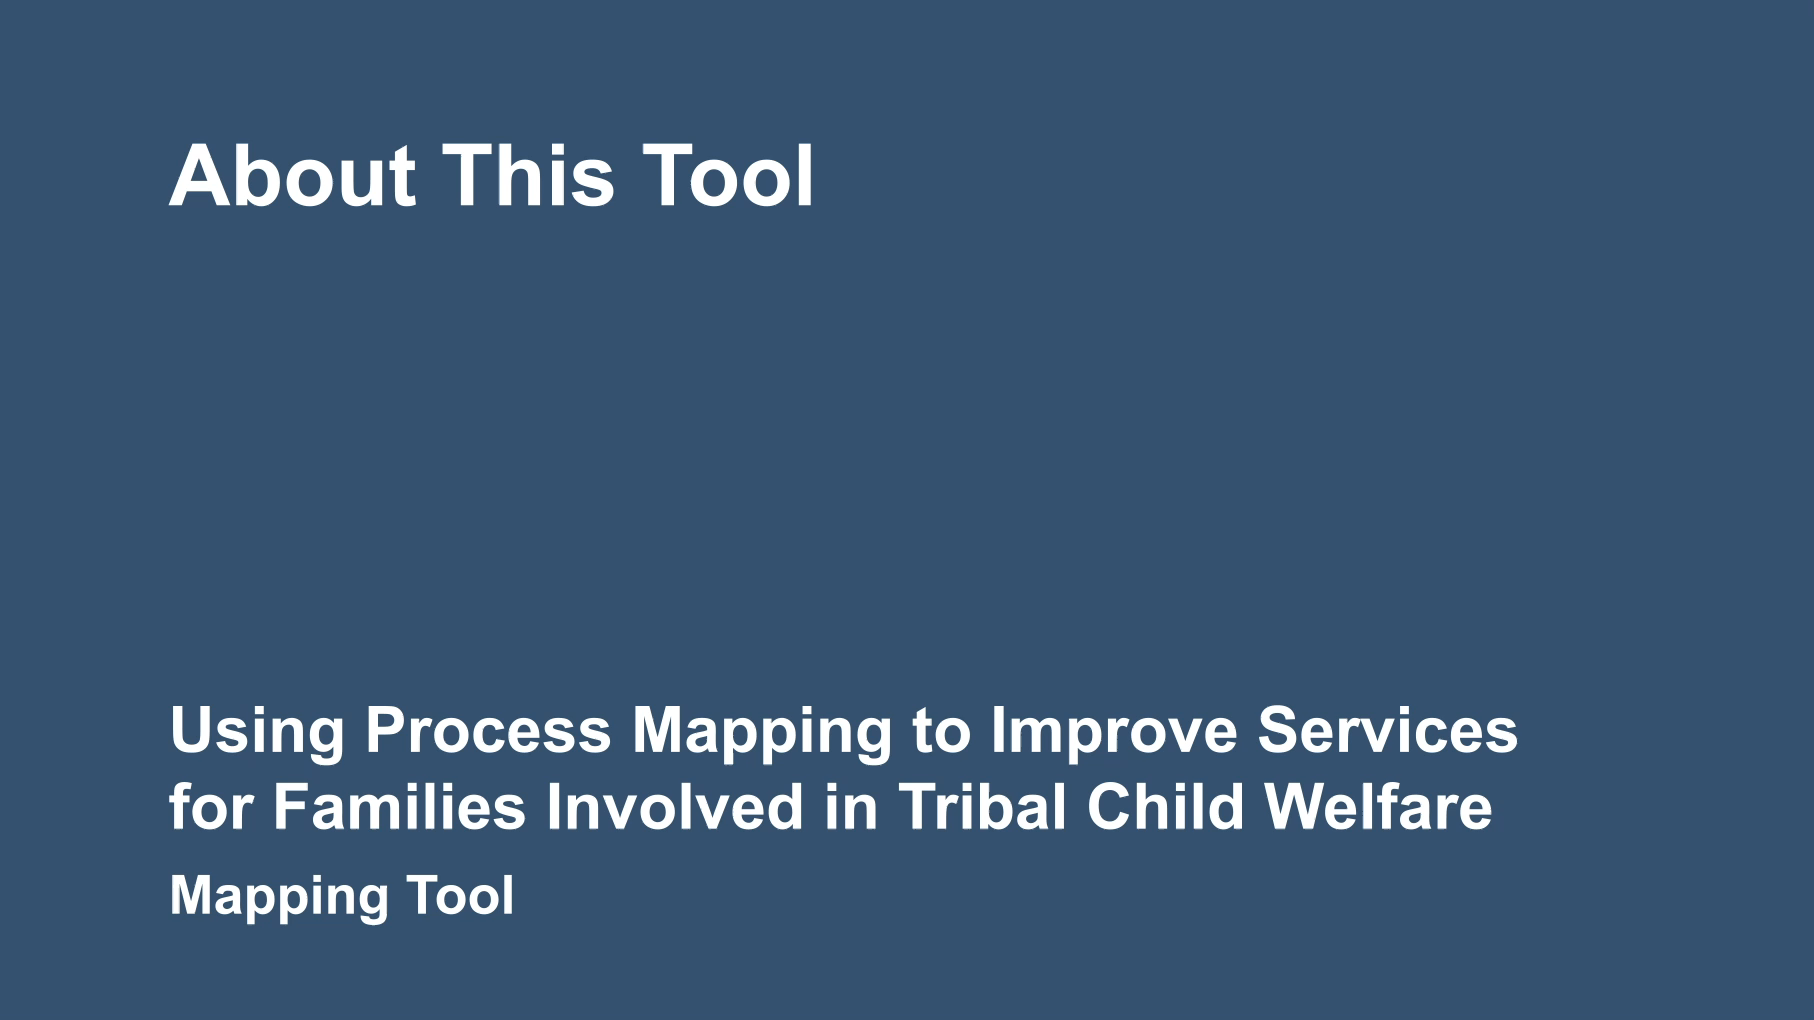 About This Tool
Using Process Mapping to Improve Services
for Families Involved in Tribal Child Welfare
Mapping Tool